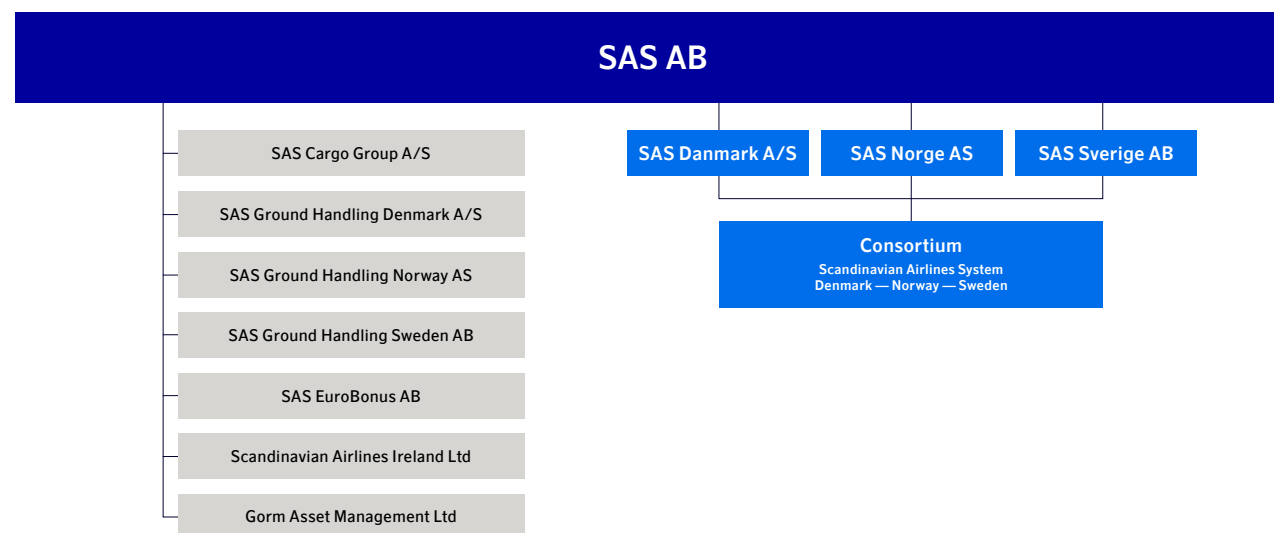 SAS AB
SAS Cargo Group A/S
SAS Ground Handling Denmark A/S
SAS Ground Handling Norway AS
SAS Ground Handling Sweden AB
SAS EuroBonus AB
Scandinavian Airlines Ireland Ltd
Gorm Asset Management Ltd
SAS Danmark A/S
SAS Norge AS
SAS Sverige AB
Consortium
Scandinavian Airlines System
Denmark — Norway — Sweden